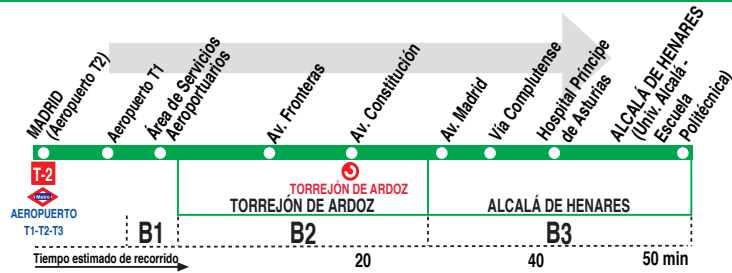 MADRID
(Aeropuerto T2)
Aeropuerto T1
Área de Servicios
Aeroportuarios
Av. Fronteras
Av. Constitución
Av. Madrid
Vía Complutense
Hospital Príncipe
de Asturias
ALCALÁ DE HENARES
(Univ. Alcalá -
Escuela
Politécnica)
T-2
Metro
AEROPUERTO
T1-T2-T3
TORREJÓN DE ARDOZ
TORREJÓN DE ARDOZ
ALCALÁ DE HENARES
B1
B2
B3
Tiempo estimado de recorrido
20
40
50 min